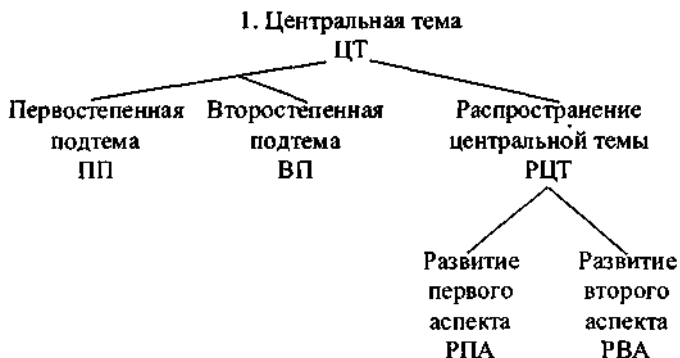 1. Центральная тема
ЦТ
Первостепенная
подтема
ПП
Второстепенная
подтема
ВП
Распространение
центральной темы
РЦТ
Развитие
первого
аспекта
РПА
Развитие
второго
аспекта
РВА